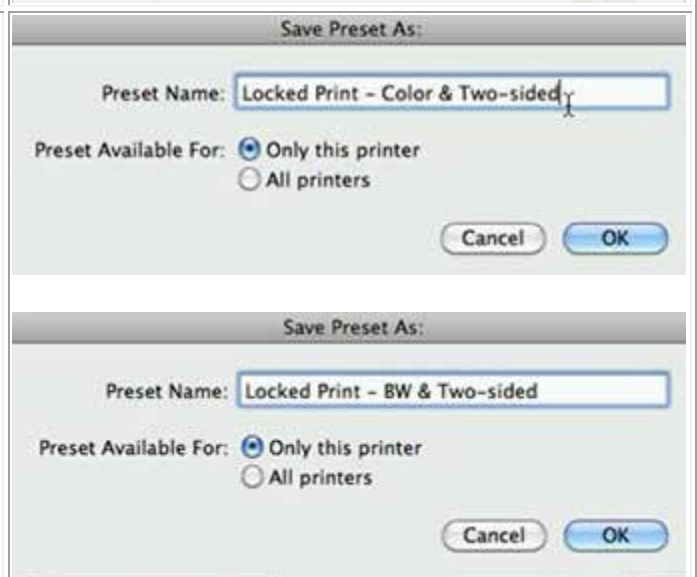 Save Preset As:
Preset Name: Locked Print – Color & Two-sided
Preset Available For: Only this printer
All printers
Cancel OK
Save Preset As:
Preset Name: Locked Print – BW & Two-sided
Preset Available For: Only this printer
All printers
Cancel OK